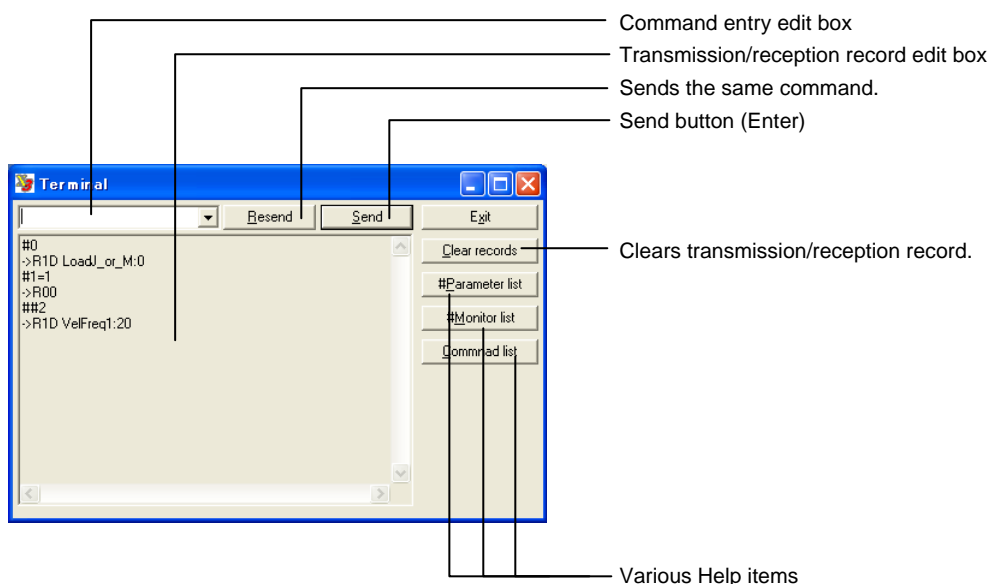 Command entry edit box
Transmission/reception record edit box
Sends the same command.
Send button (Enter)
Terminal
Resend
Send
Exit
#0
->R1D LoadJ_or_M:0
#1=1
->R00
##2
->R1D VelFreq1:20
Clear records
Clears transmission/reception record.
#Parameter list
#Monitor list
Commnad list
Various Help items